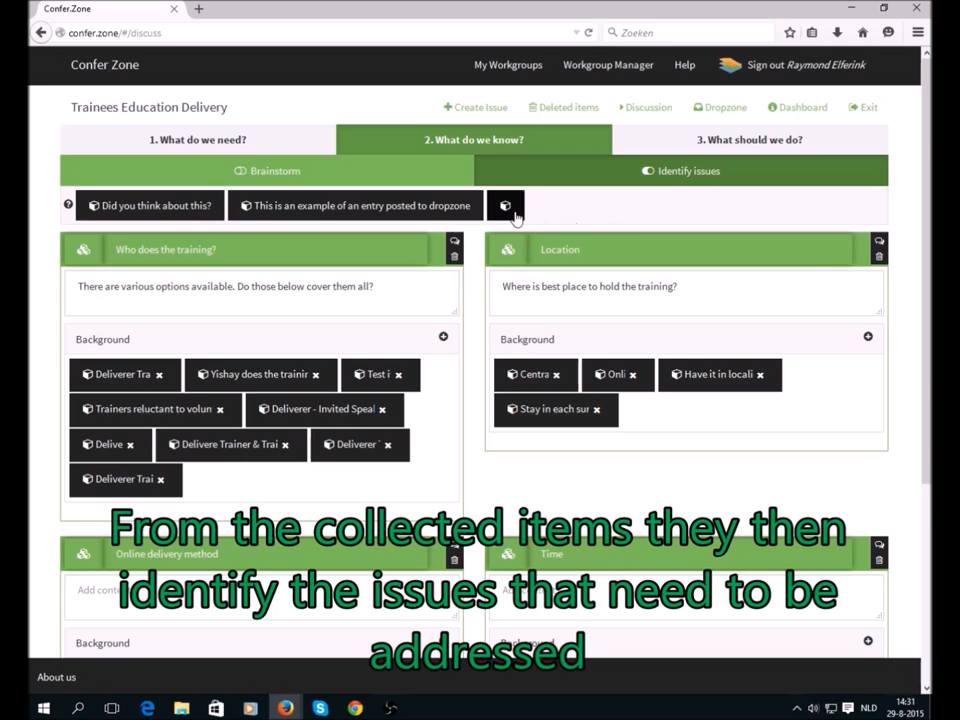 Confer.Zone
confer.zone/#/discuss
Zoeken
Confer Zone
My Workgroups
Workgroup Manager
Help
Sign out Raymond Elferink
Trainees Education Delivery
Create Issue
Deleted items
Discussion
Dropzone
Dashboard
Exit
1. What do we need?
2. What do we know?
3. What should we do?
Brainstorm
Identify issues
Did you think about this?
This is an example of an entry posted to dropzone
Who does the training?
Location
There are various options available. Do those below cover them all?
Where is best place to hold the training?
Background
Background
Deliverer Tra
Yishay does the trainir
Test i
Centra
Onli
Have it in locali
Trainers reluctant to volun
Deliverer - Invited Speal
Stay in each sur
Delive
Delivere Trainer & Trai
Deliverer
Deliverer Trai
From the collected items they then
identify the issues that need to be
addressed
Online delivery method
Time
Add conte
Background
Background
About us
NLD
14:31
29-8-2015